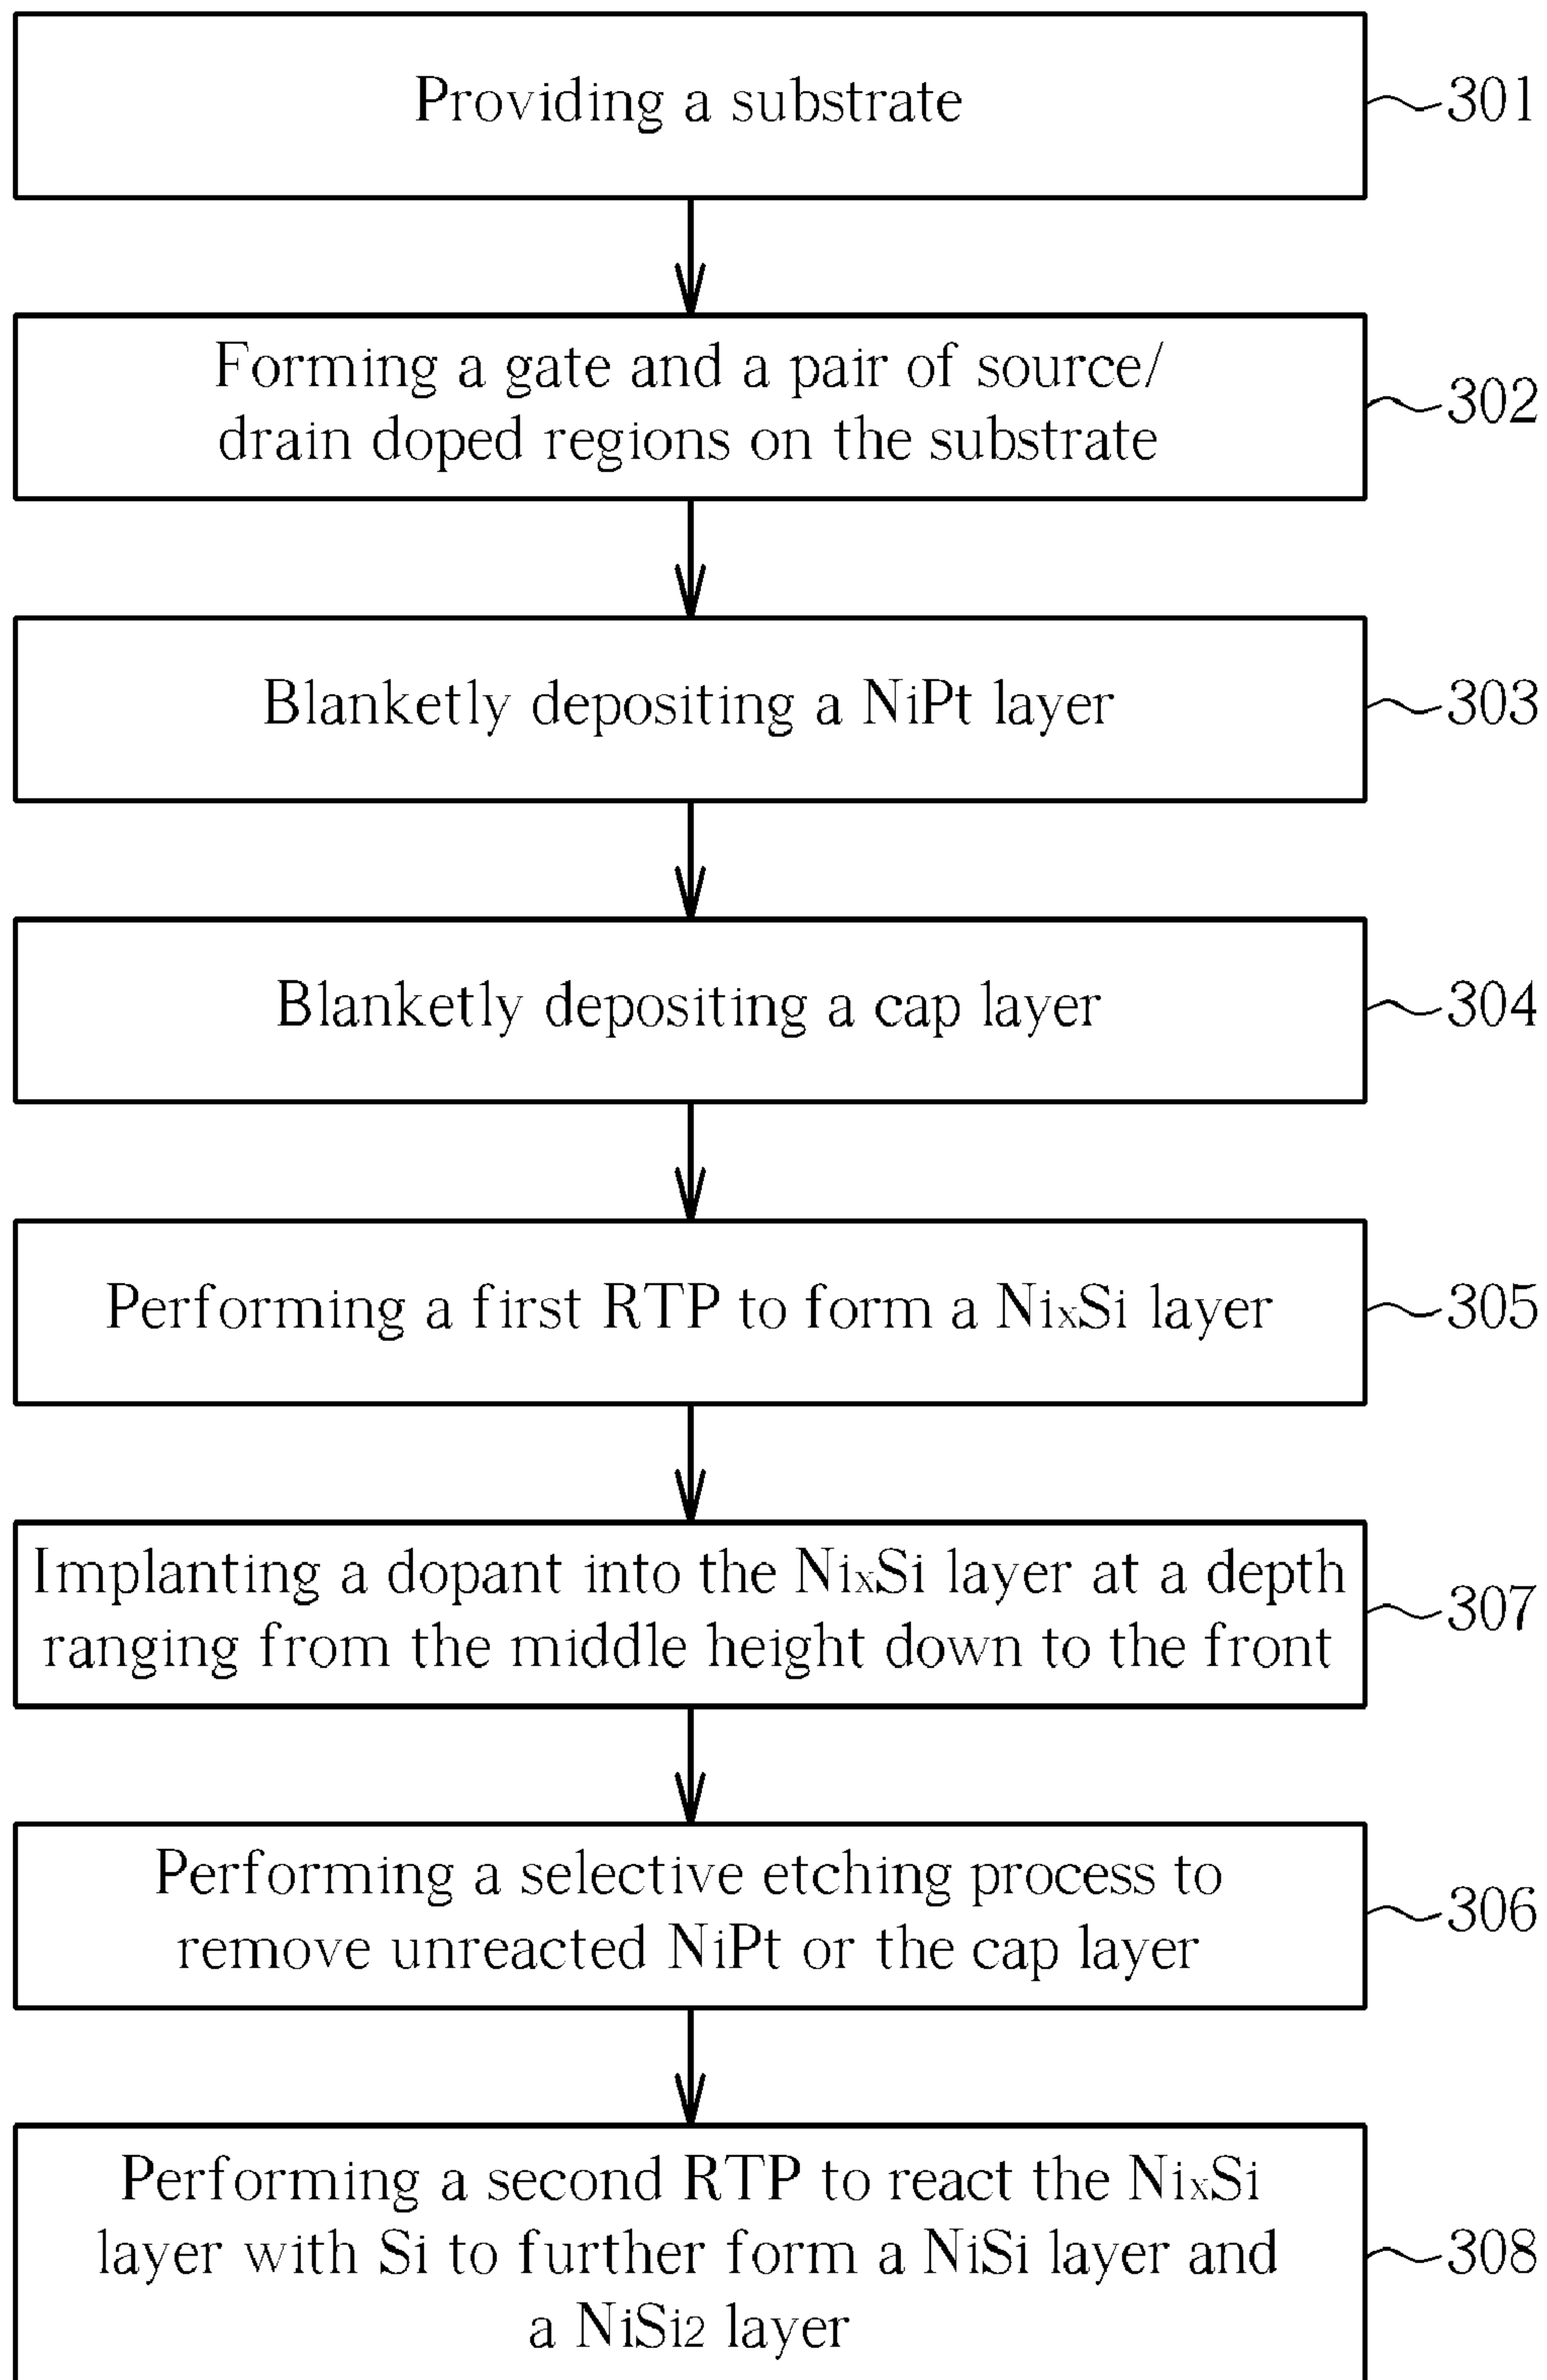 Providing a substrate
301
Forming a gate and a pair of source/
drain doped regions on the substrate
302
Blanketly depositing a NiPt layer
303
Blanketly depositing a cap layer
304
Performing a first RTP to form a NiₓSi layer
305
Implanting a dopant into the NiₓSi layer at a depth
ranging from the middle height down to the front
307
Performing a selective etching process to
remove unreacted NiPt or the cap layer
306
Performing a second RTP to react the NiₓSi
layer with Si to further form a NiSi layer and
a NiSi₂ layer
308